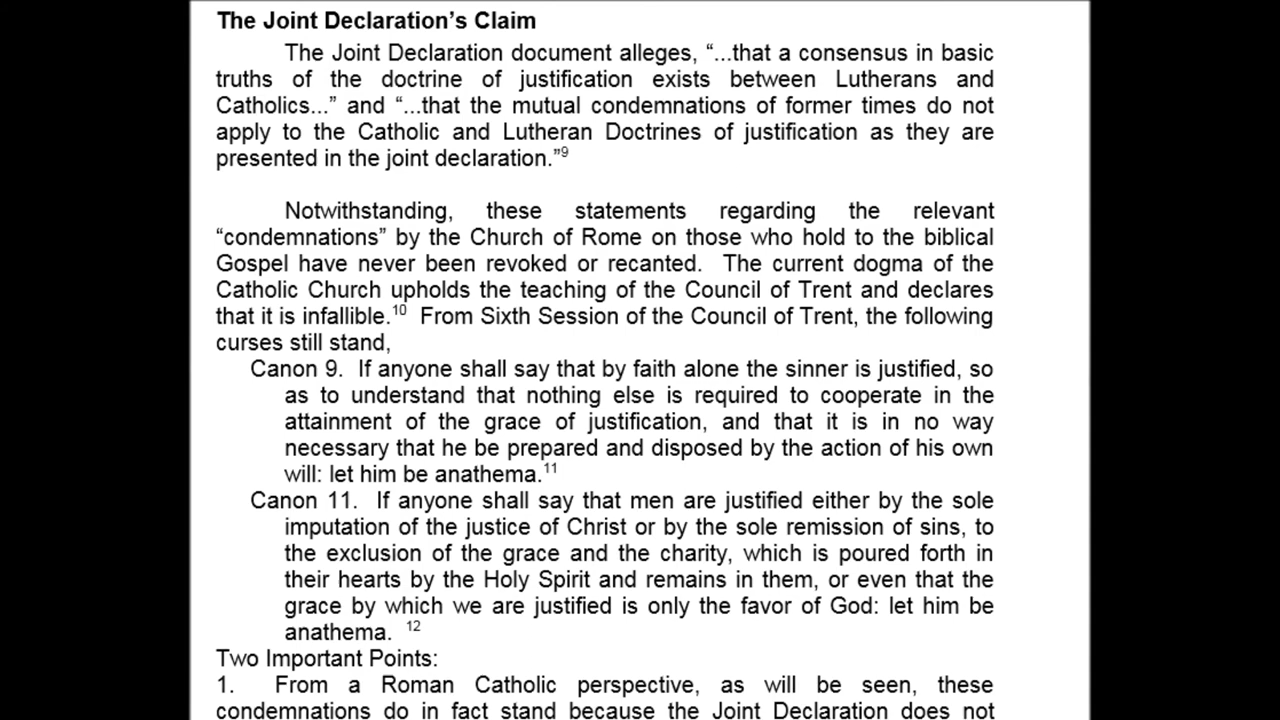 The Joint Declaration’s Claim
The Joint Declaration document alleges, “...that a consensus in basic
truths of the doctrine of justification exists between Lutherans and
Catholics...” and “...that the mutual condemnations of former times do not
apply to the Catholic and Lutheran Doctrines of justification as they are
presented in the joint declaration.”9
Notwithstanding, these statements regarding the relevant
“condemnations” by the Church of Rome on those who hold to the biblical
Gospel have never been revoked or recanted. The current dogma of the
Catholic Church upholds the teaching of the Council of Trent and declares
that it is infallible.10 From Sixth Session of the Council of Trent, the following
curses still stand,
Canon 9. If anyone shall say that by faith alone the sinner is justified, so
as to understand that nothing else is required to cooperate in the
attainment of the grace of justification, and that it is in no way
necessary that he be prepared and disposed by the action of his own
will: let him be anathema.11
Canon 11. If anyone shall say that men are justified either by the sole
imputation of the justice of Christ or by the sole remission of sins, to
the exclusion of the grace and the charity, which is poured forth in
their hearts by the Holy Spirit and remains in them, or even that the
grace by which we are justified is only the favor of God: let him be
anathema. 12
Two Important Points:
1. From a Roman Catholic perspective, as will be seen, these
condemnations do in fact stand because the Joint Declaration does not